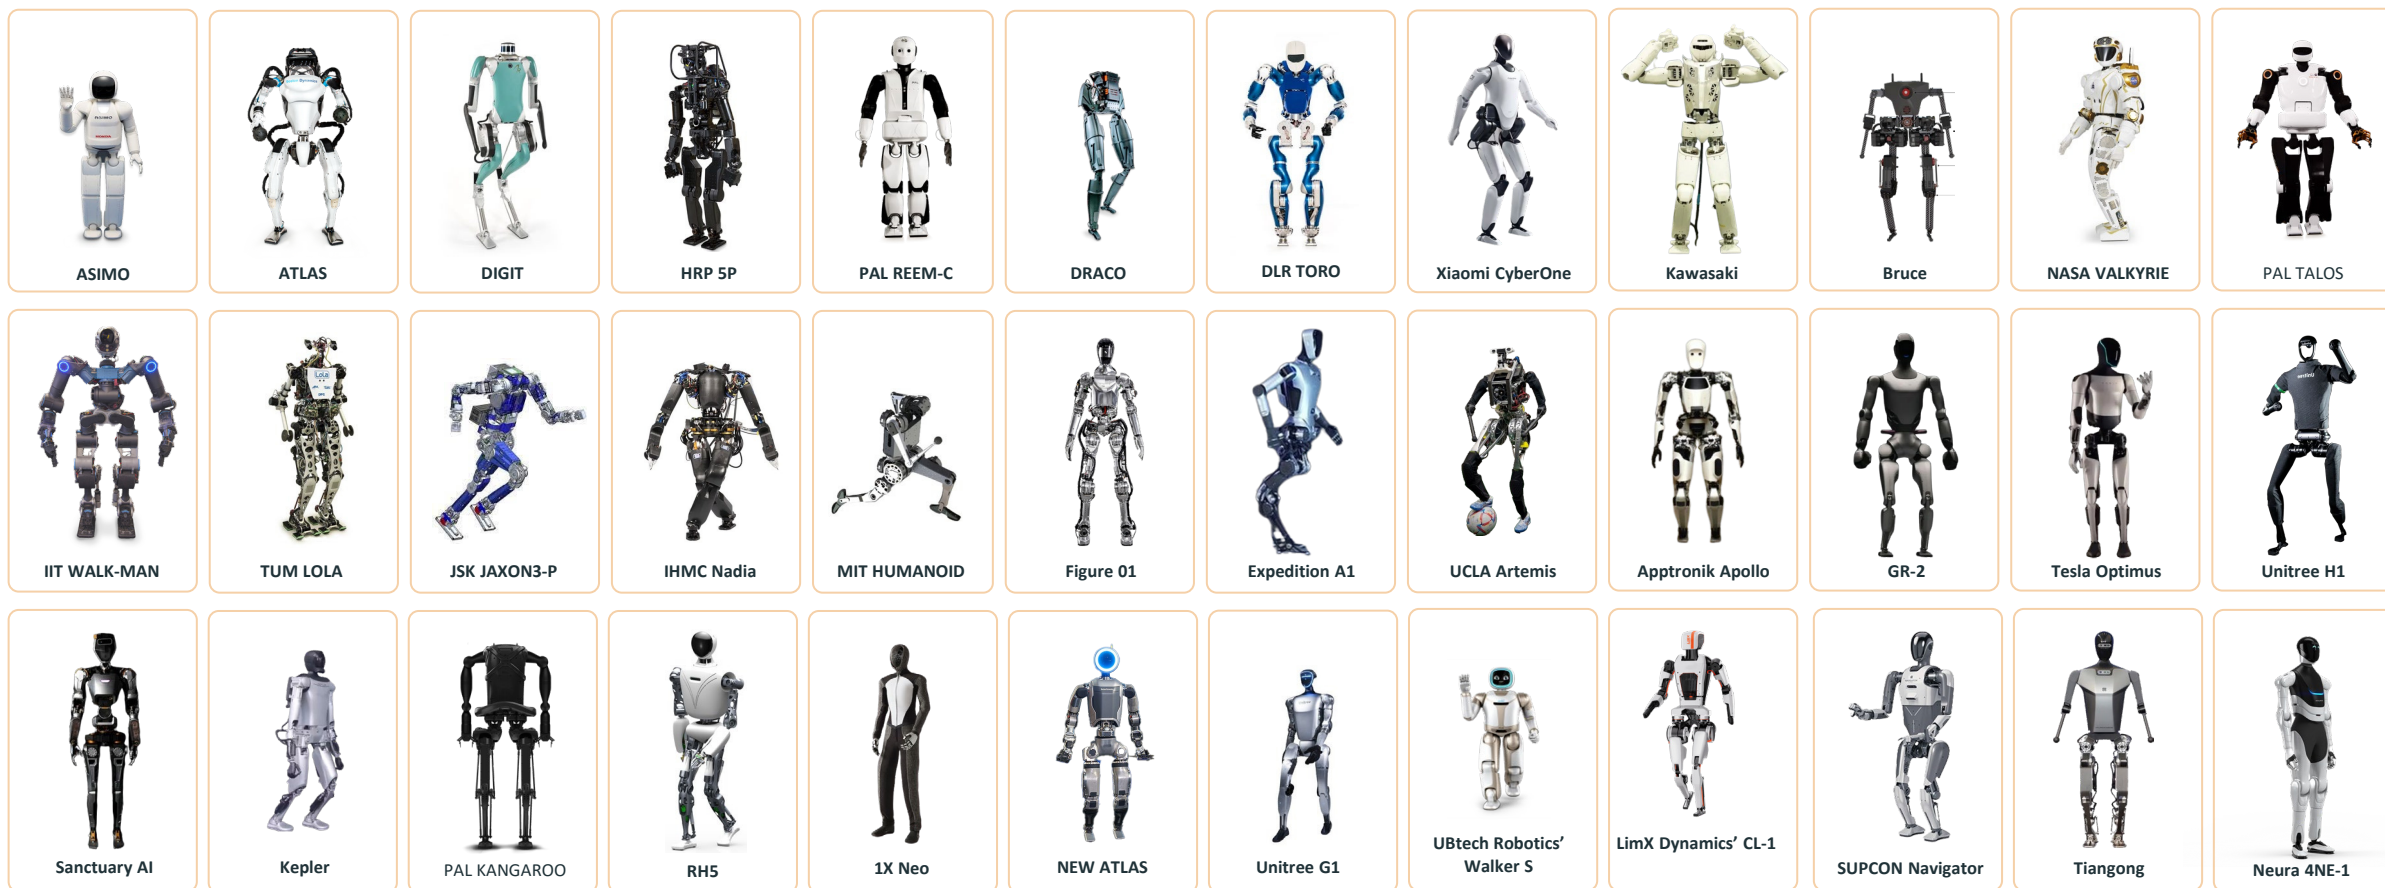 ASIMO
ATLAS
DIGIT
HRP 5P
PAL REEM-C
DRACO
DLR TORO
Xiaomi CyberOne
Kawasaki
Bruce
NASA VALKYRIE
PAL TALOS
IIT WALK-MAN
TUM LOLA
JSK JAXON3-P
IHMC Nadia
MIT HUMANOID
Figure 01
Expedition A1
UCLA Artemis
Apptronik Apollo
GR-2
Tesla Optimus
Unitree H1
Sanctuary AI
Kepler
PAL KANGAROO
RH5
1X Neo
NEW ATLAS
Unitree G1
UBtech Robotics’
Walker S
LimX Dynamics’ CL-1
SUPCON Navigator
Tiangong
Neura 4NE-1
ASIMO
HONDA
Lola